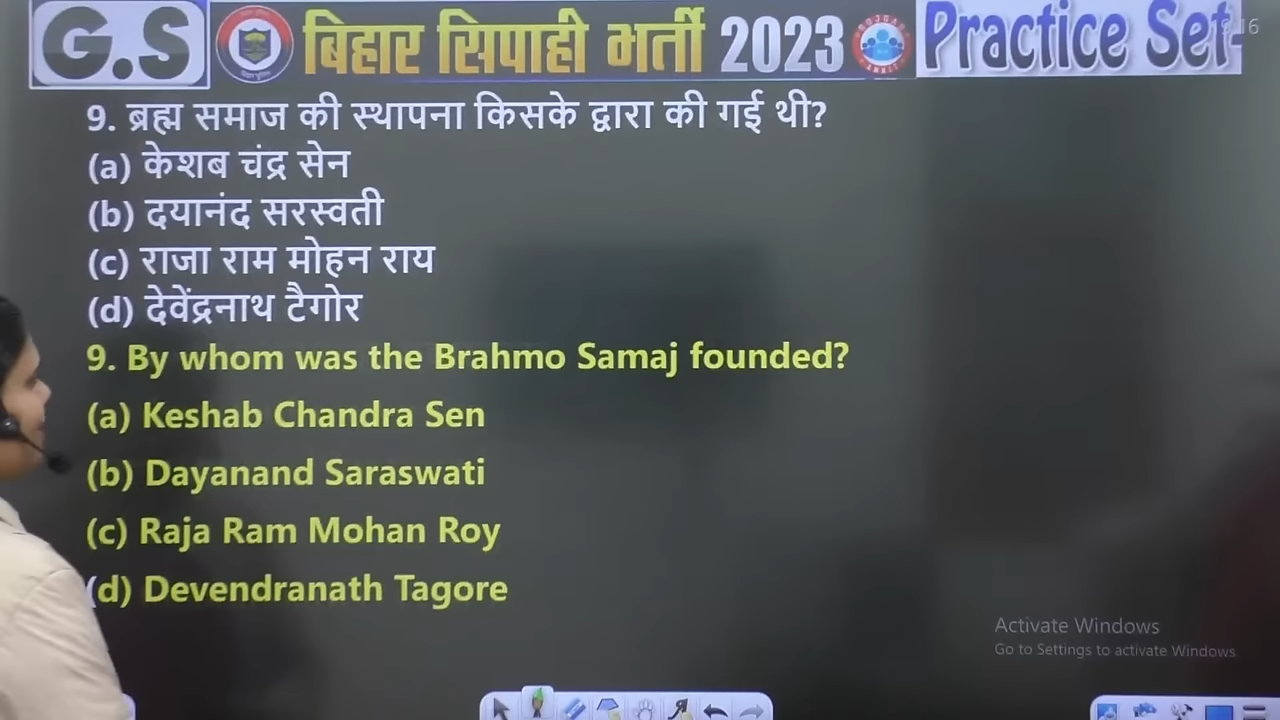 G.S बिहार सिपाही भर्ती 2023 Practice Set-
9. ब्रह्म समाज की स्थापना किसके द्वारा की गई थी?
(a) केशब चंद्र सेन
(b) दयानंद सरस्वती
(c) राजा राम मोहन राय
(d) देवेंद्रनाथ टैगोर
9. By whom was the Brahmo Samaj founded?
(a) Keshab Chandra Sen
(b) Dayanand Saraswati
(c) Raja Ram Mohan Roy
(d) Devendranath Tagore
Activate Windows
Go to Settings to activate Windows